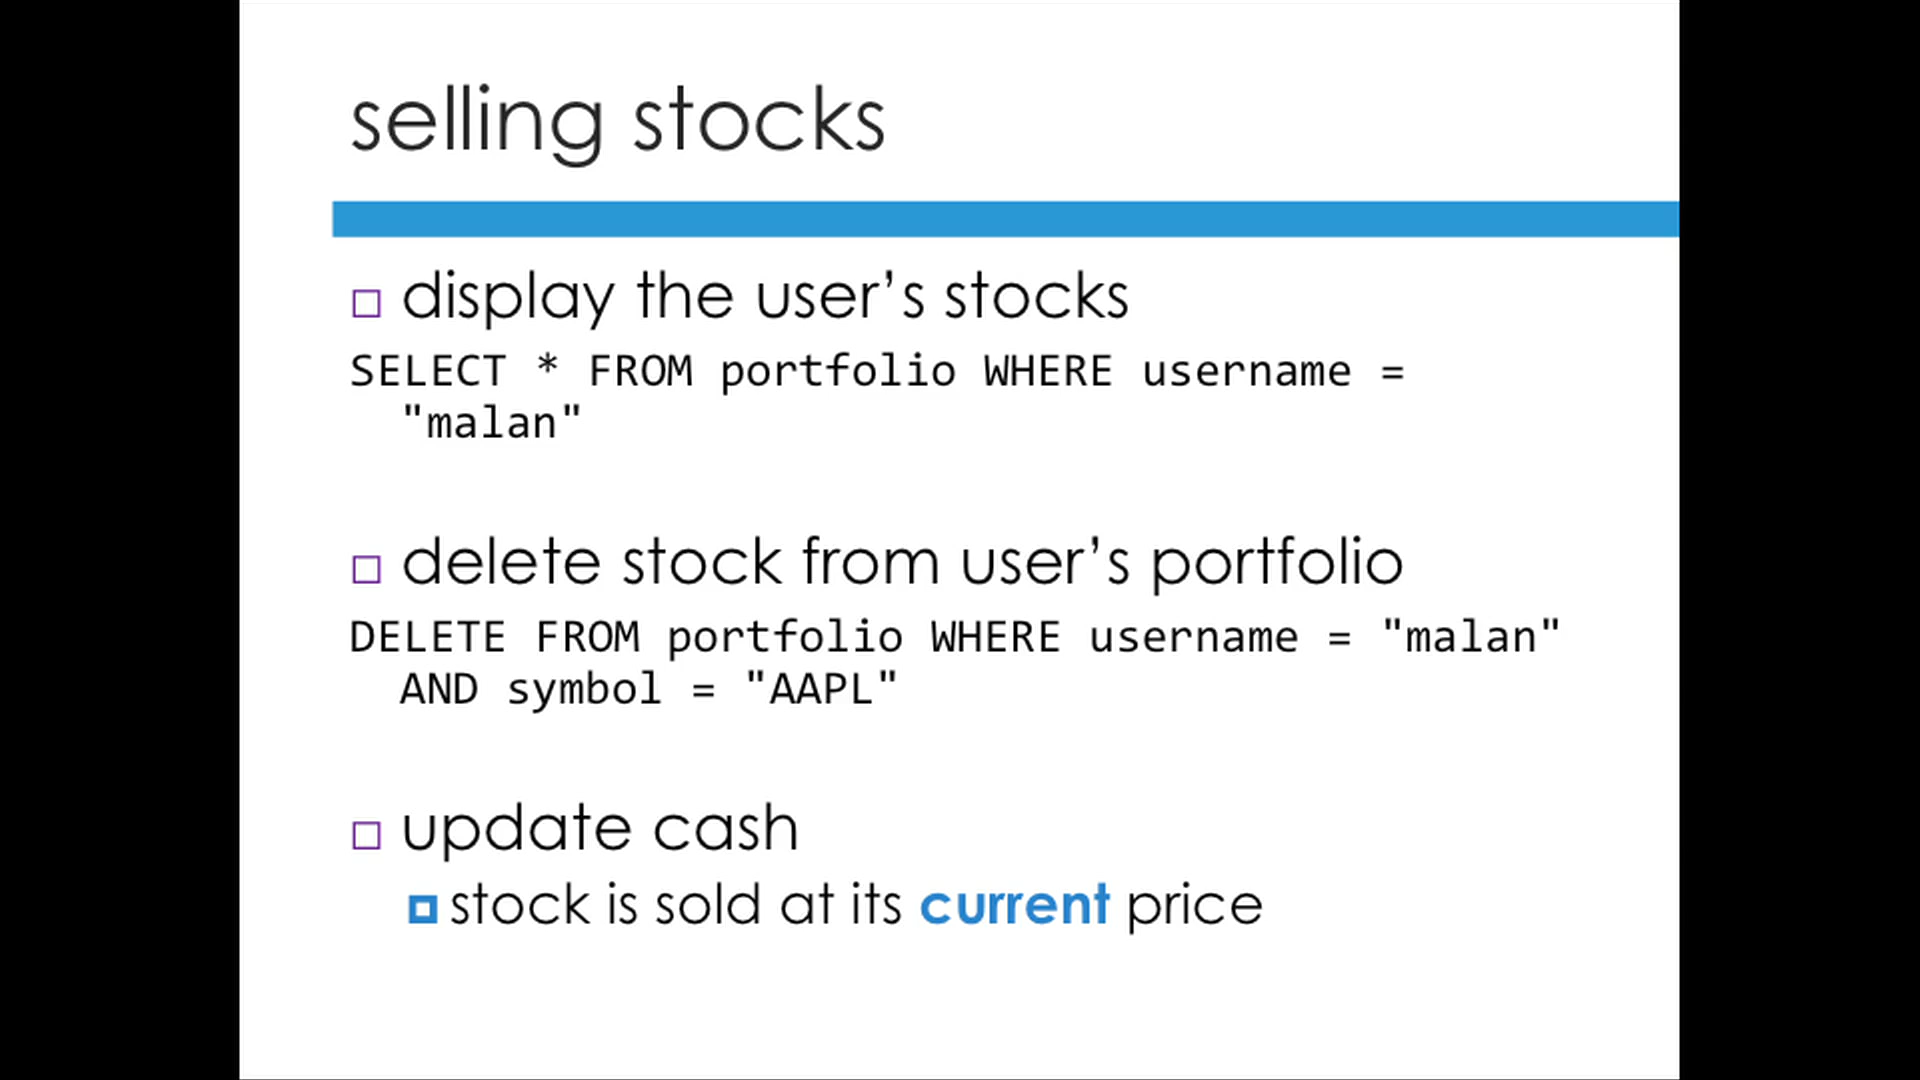 selling stocks
display the user’s stocks
SELECT * FROM portfolio WHERE username =
"malan"
delete stock from user’s portfolio
DELETE FROM portfolio WHERE username = "malan"
AND symbol = "AAPL"
update cash
stock is sold at its current price